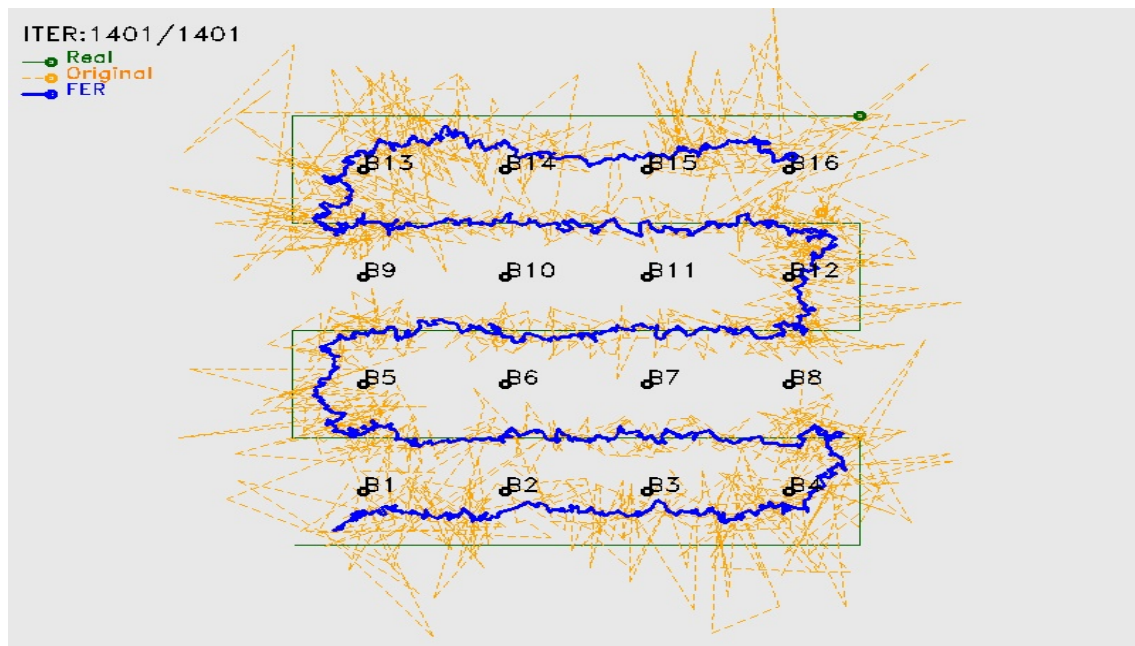 ITER:1401/1401
Real
Original
FER
B13 B14 B15 B16
B9 B10 B11 B12
B5 B6 B7 B8
B1 B2 B3 B4